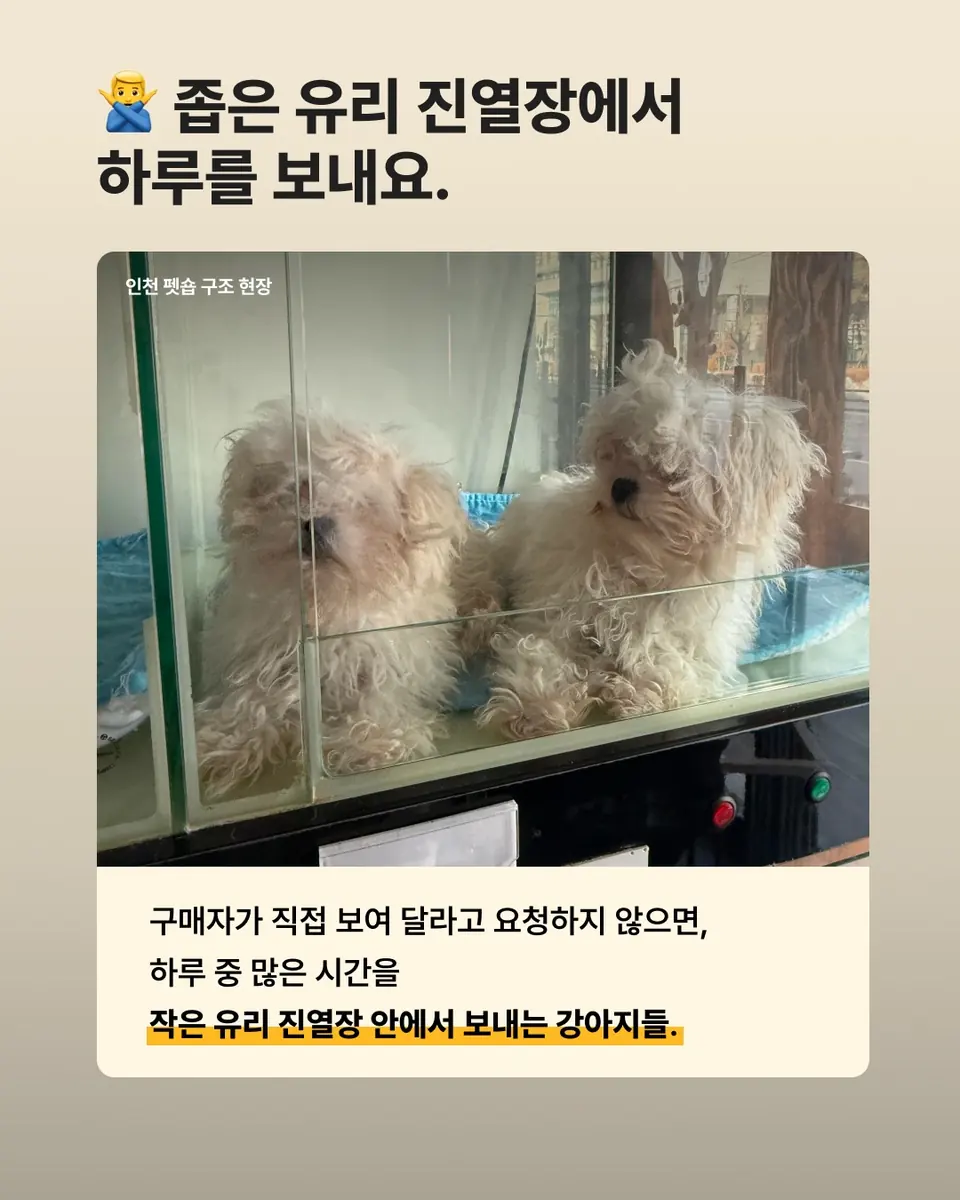 🙅‍♂️ 좁은 유리 진열장에서
하루를 보내요.
인천 펫숍 구조 현장
구매자가 직접 보여 달라고 요청하지 않으면,
하루 중 많은 시간을
작은 유리 진열장 안에서 보내는 강아지들.